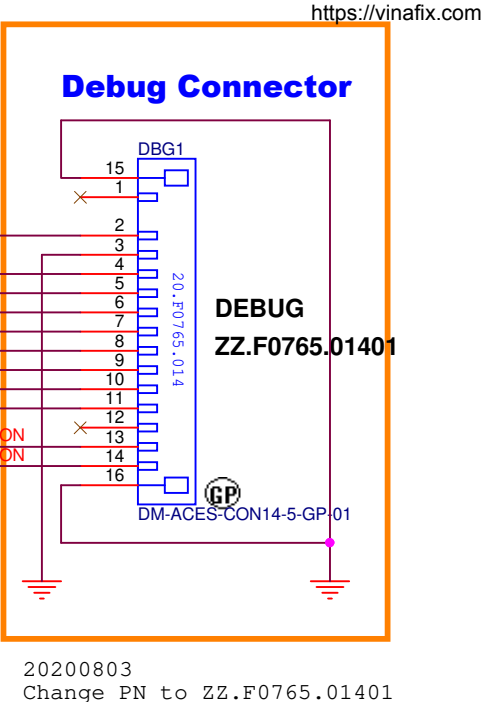 https://vinafix.com
Debug Connector
DBG1
15
1
2
3
4
5
6
7
8
9
10
11
12
13
14
16
20.F0765.014
DEBUG
ZZ.F0765.01401
ON
ON
GP
DM-ACES-CON14-5-GP-01
20200803
Change PN to ZZ.F0765.01401